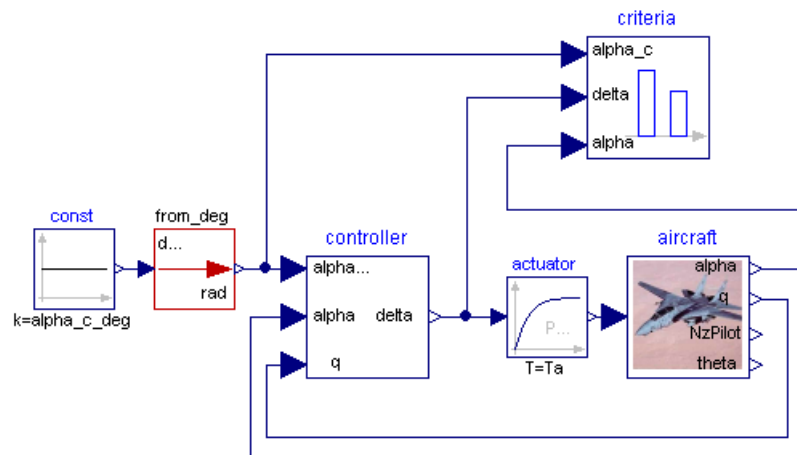 criteria
alpha_c
delta
alpha
const
k=alpha_c_deg
from_deg
d...
rad
controller
alpha...
alpha
delta
q
actuator
P...
T=Ta
aircraft
alpha
q
NzPilot
theta